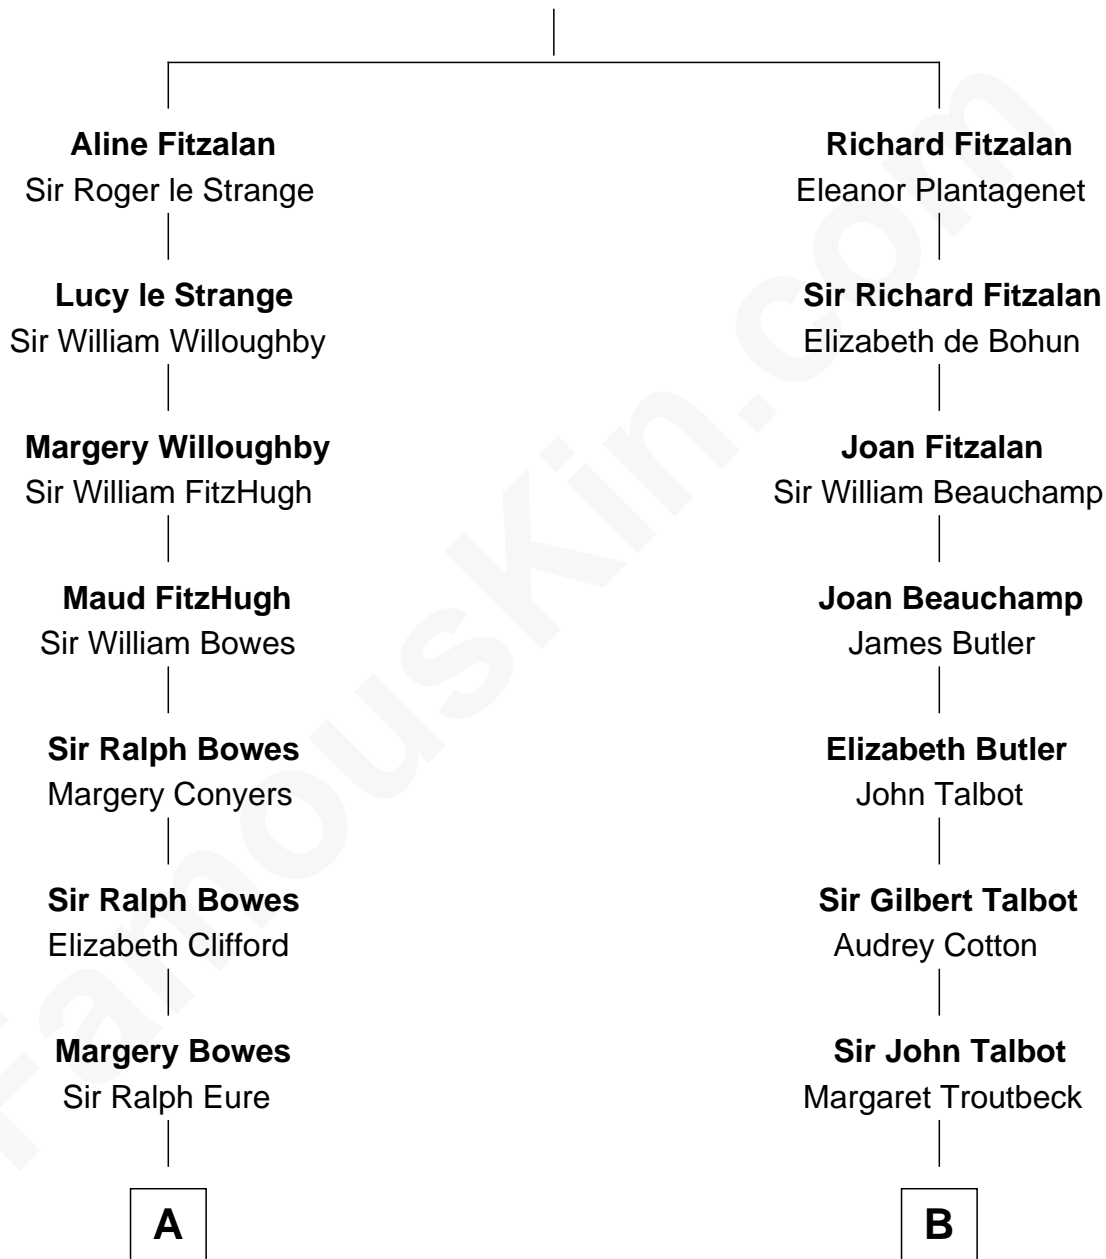 Aline Fitzalan
Sir Roger le Strange
Lucy le Strange
Sir William Willoughby
Margery Willoughby
Sir William FitzHugh
Maud FitzHugh
Sir William Bowes
Sir Ralph Bowes
Margery Conyers
Sir Ralph Bowes
Elizabeth Clifford
Margery Bowes
Sir Ralph Eure
A
Richard Fitzalan
Eleanor Plantagenet
Sir Richard Fitzalan
Elizabeth de Bohun
Joan Fitzalan
Sir William Beauchamp
Joan Beauchamp
James Butler
Elizabeth Butler
John Talbot
Sir Gilbert Talbot
Audrey Cotton
Sir John Talbot
Margaret Troutbeck
B
FamousKin.com